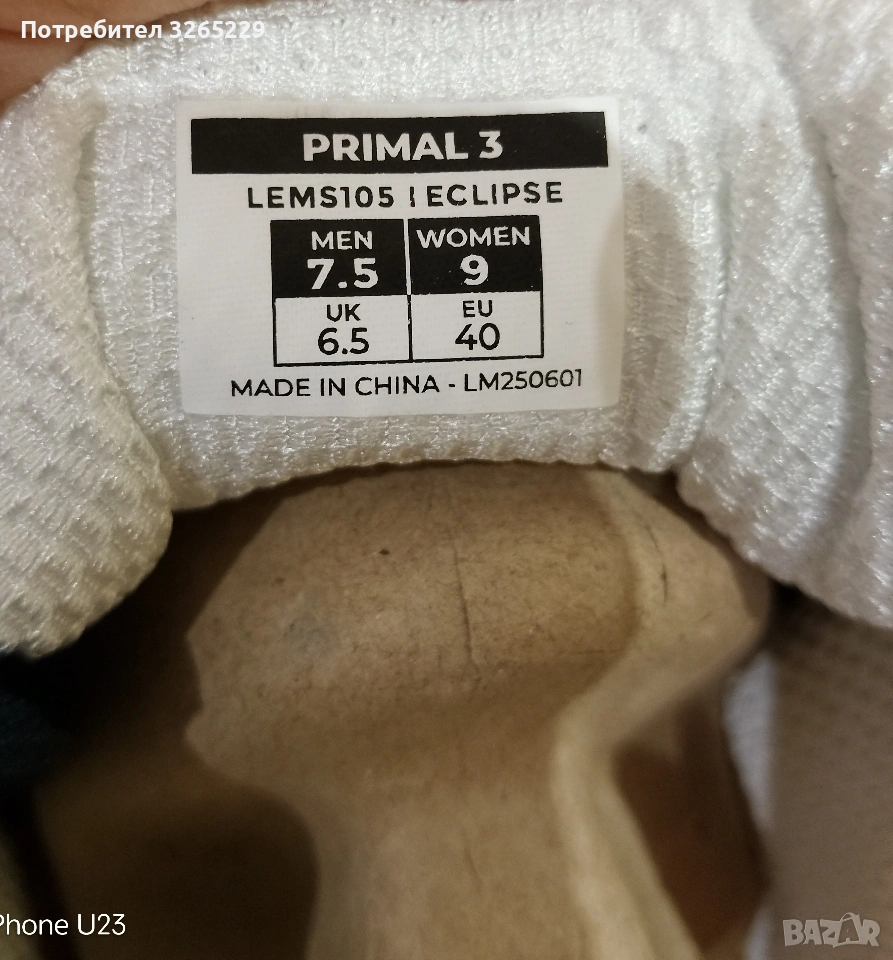 Потребител 3265229
PRIMAL 3
LEMS105 | ECLIPSE
MEN WOMEN
7.5 9
UK EU
6.5 40
MADE IN CHINA - LM250601
Phone U23
BAZAR